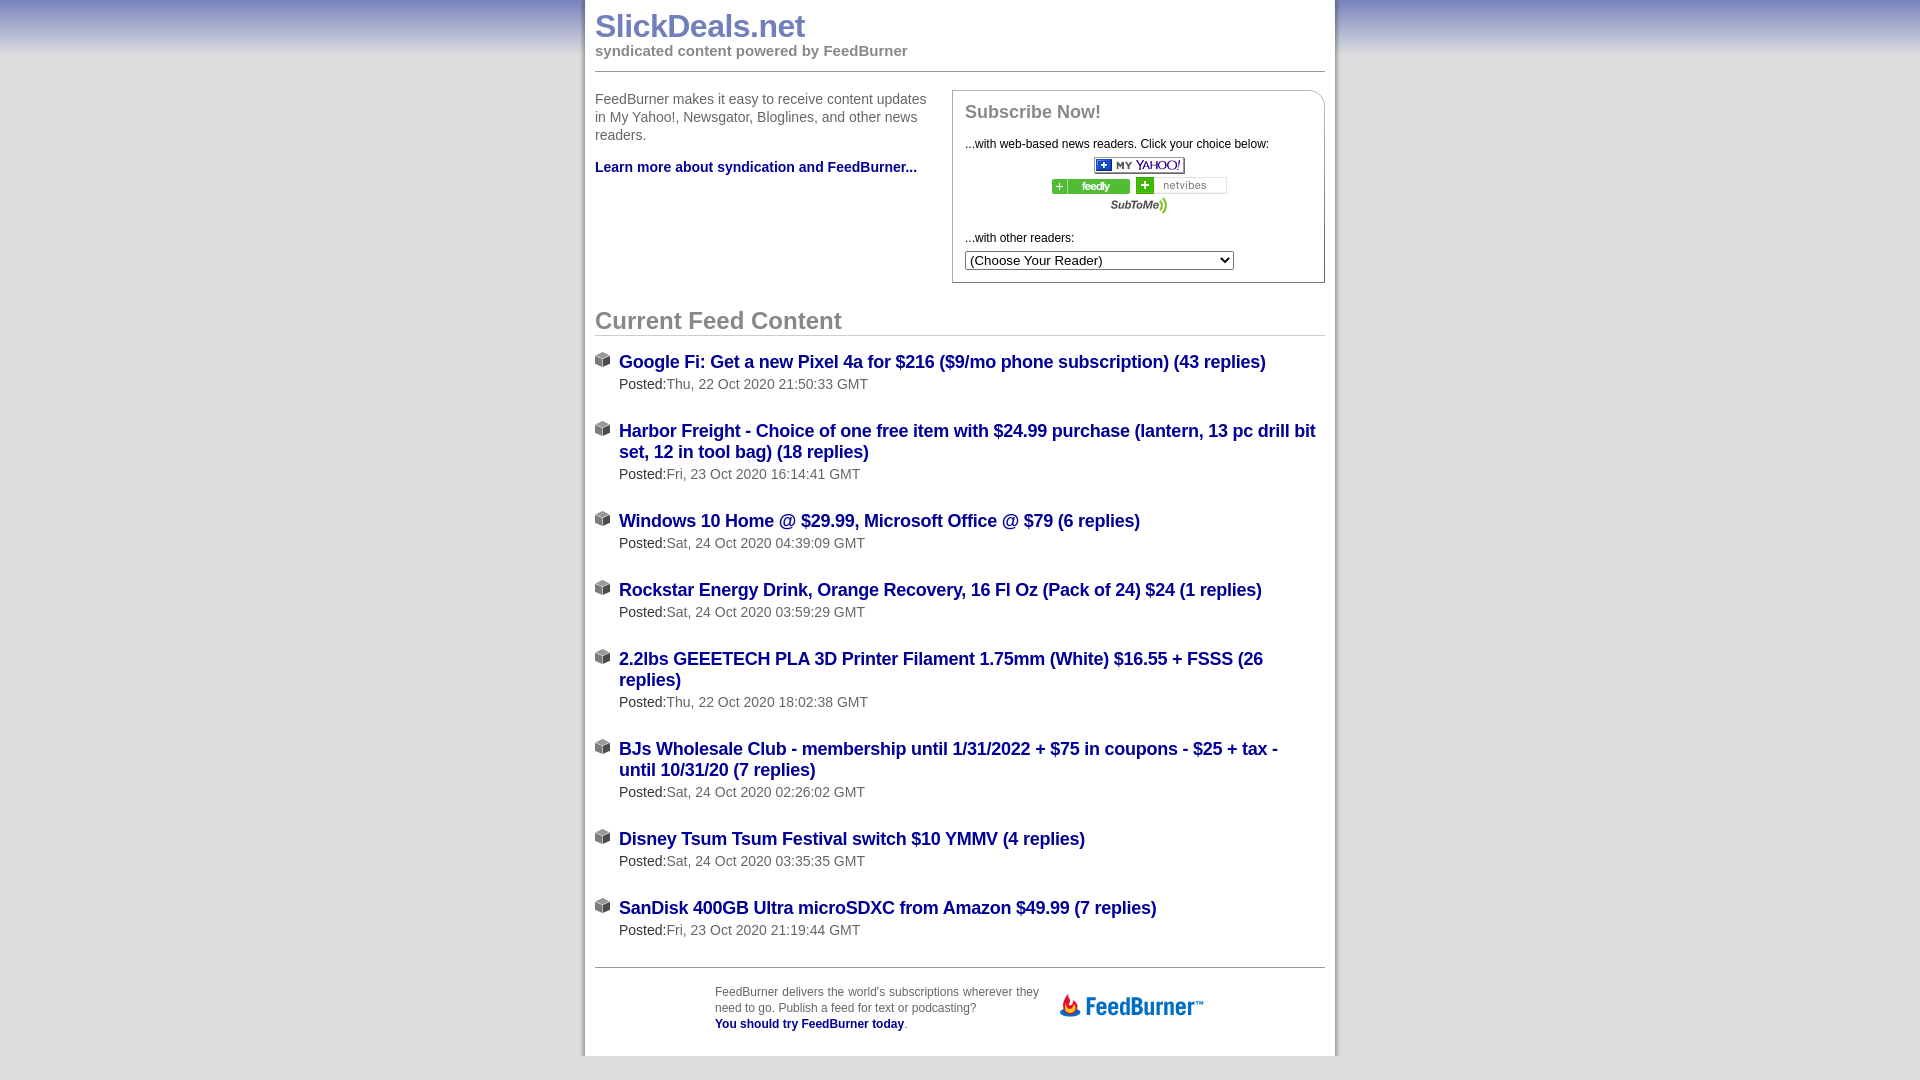 SlickDeals.net
syndicated content powered by FeedBurner
FeedBurner makes it easy to receive content updates
in My Yahoo!, Newsgator, Bloglines, and other news
readers.
Learn more about syndication and FeedBurner...
Subscribe Now!
...with web-based news readers. Click your choice below:
MY YAHOO!
feedly
netvibes
SubToMe
...with other readers:
(Choose Your Reader)
Current Feed Content
Google Fi: Get a new Pixel 4a for $216 ($9/mo phone subscription) (43 replies)
Posted:Thu, 22 Oct 2020 21:50:33 GMT
Harbor Freight - Choice of one free item with $24.99 purchase (lantern, 13 pc drill bit
set, 12 in tool bag) (18 replies)
Posted:Fri, 23 Oct 2020 16:14:41 GMT
Windows 10 Home @ $29.99, Microsoft Office @ $79 (6 replies)
Posted:Sat, 24 Oct 2020 04:39:09 GMT
Rockstar Energy Drink, Orange Recovery, 16 Fl Oz (Pack of 24) $24 (1 replies)
Posted:Sat, 24 Oct 2020 03:59:29 GMT
2.2lbs GEEETECH PLA 3D Printer Filament 1.75mm (White) $16.55 + FSSS (26
replies)
Posted:Thu, 22 Oct 2020 18:02:38 GMT
BJs Wholesale Club - membership until 1/31/2022 + $75 in coupons - $25 + tax -
until 10/31/20 (7 replies)
Posted:Sat, 24 Oct 2020 02:26:02 GMT
Disney Tsum Tsum Festival switch $10 YMMV (4 replies)
Posted:Sat, 24 Oct 2020 03:35:35 GMT
SanDisk 400GB Ultra microSDXC from Amazon $49.99 (7 replies)
Posted:Fri, 23 Oct 2020 21:19:44 GMT
FeedBurner delivers the world's subscriptions wherever they
need to go. Publish a feed for text or podcasting?
You should try FeedBurner today.
FeedBurner™